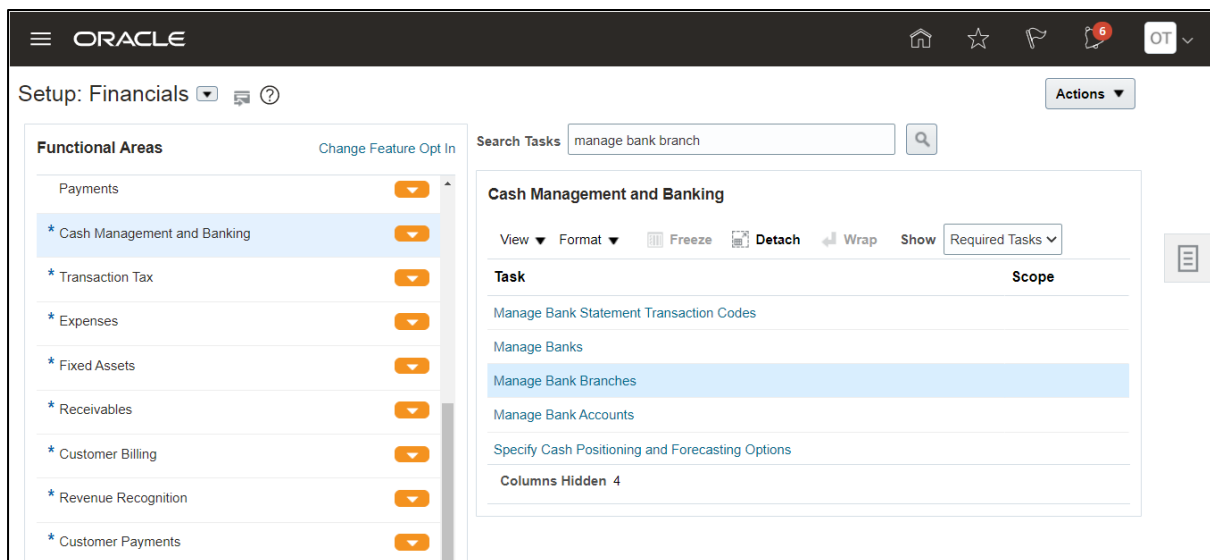 ORACLE
6
OT
Setup: Financials
Actions
Functional Areas
Change Feature Opt In
Payments
* Cash Management and Banking
* Transaction Tax
* Expenses
* Fixed Assets
* Receivables
* Customer Billing
* Revenue Recognition
* Customer Payments
Search Tasks manage bank branch
Cash Management and Banking
View Format Freeze Detach Wrap Show Required Tasks
Task Scope
Manage Bank Statement Transaction Codes
Manage Banks
Manage Bank Branches
Manage Bank Accounts
Specify Cash Positioning and Forecasting Options
Columns Hidden 4